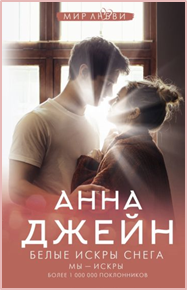 МИР ЛЮБВИ
АННА
ДЖЕЙН
БЕЛЫЕ ИСКРЫ СНЕГА
МЫ — ИСКРЫ
БОЛЕЕ 1 000 000 ПОКЛОННИКОВ